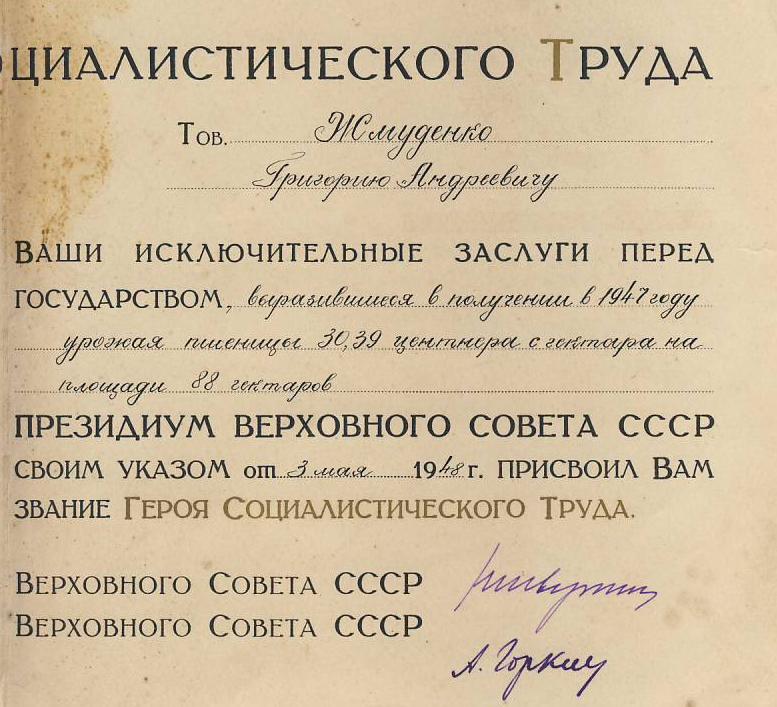 ОЦИАЛИСТИЧЕСКОГО ТРУДА
Тов. Жмуденко
Григорию Андреевичу
ВАШИ ИСКЛЮЧИТЕЛЬНЫЕ ЗАСЛУГИ ПЕРЕД
ГОСУДАРСТВОМ, выразившиеся в получении в 1947 году
урожая пшеницы 30,39 центнера с гектара на
площади 88 гектаров
ПРЕЗИДИУМ ВЕРХОВНОГО СОВЕТА СССР
СВОИМ УКАЗОМ от 3 мая 1948 г. ПРИСВОИЛ ВАМ
ЗВАНИЕ ГЕРОЯ СОЦИАЛИСТИЧЕСКОГО ТРУДА.
ВЕРХОВНОГО СОВЕТА СССР
ВЕРХОВНОГО СОВЕТА СССР
А. Горкин